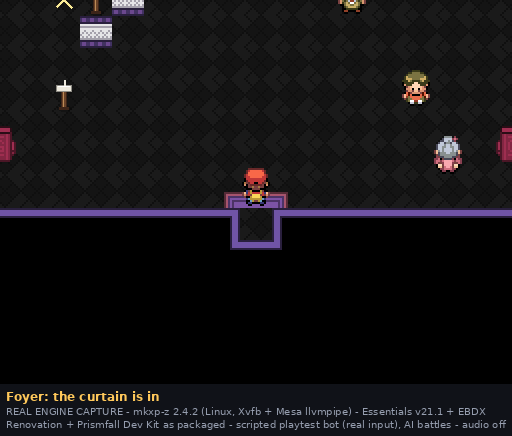 Foyer: the curtain is in
REAL ENGINE CAPTURE - mkxp-z 2.4.2 (Linux, Xvfb + Mesa llvmpipe) - Essentials v21.1 + EBDX
Renovation + Prismfall Dev Kit as packaged - scripted playtest bot (real input), AI battles - audio off